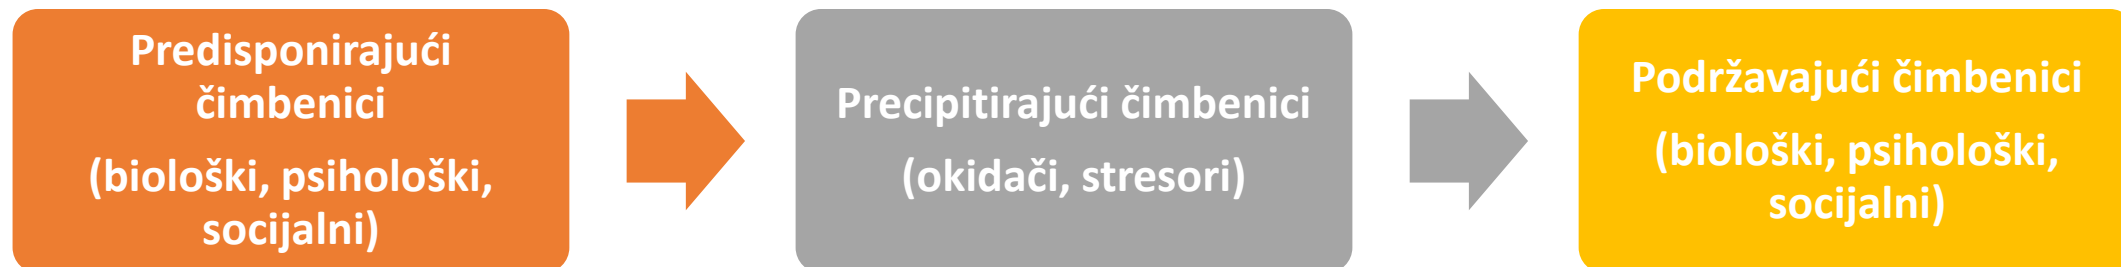 Predisponirajući
čimbenici
(biološki, psihološki,
socijalni)
Precipitirajući čimbenici
(okidači, stresori)
Podržavajući čimbenici
(biološki, psihološki,
socijalni)